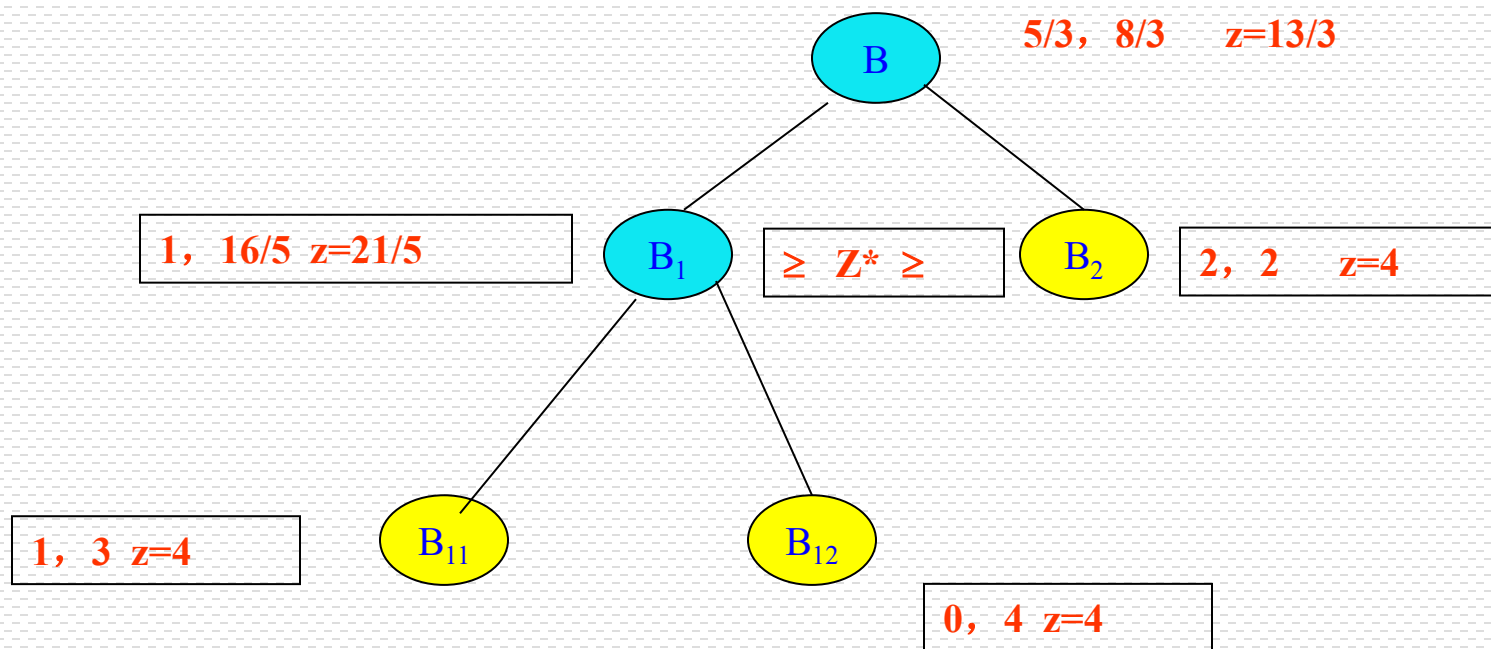 5/3，8/3 z=13/3
B
1，16/5 z=21/5
B₁
≥ Z* ≥
B₂
2，2 z=4
1，3 z=4
B₁₁
B₁₂
0，4 z=4